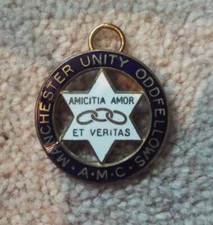 MANCHESTER UNITY ODDFELLOWS
AMICITIA AMOR
ET VERITAS
·A·M·C·